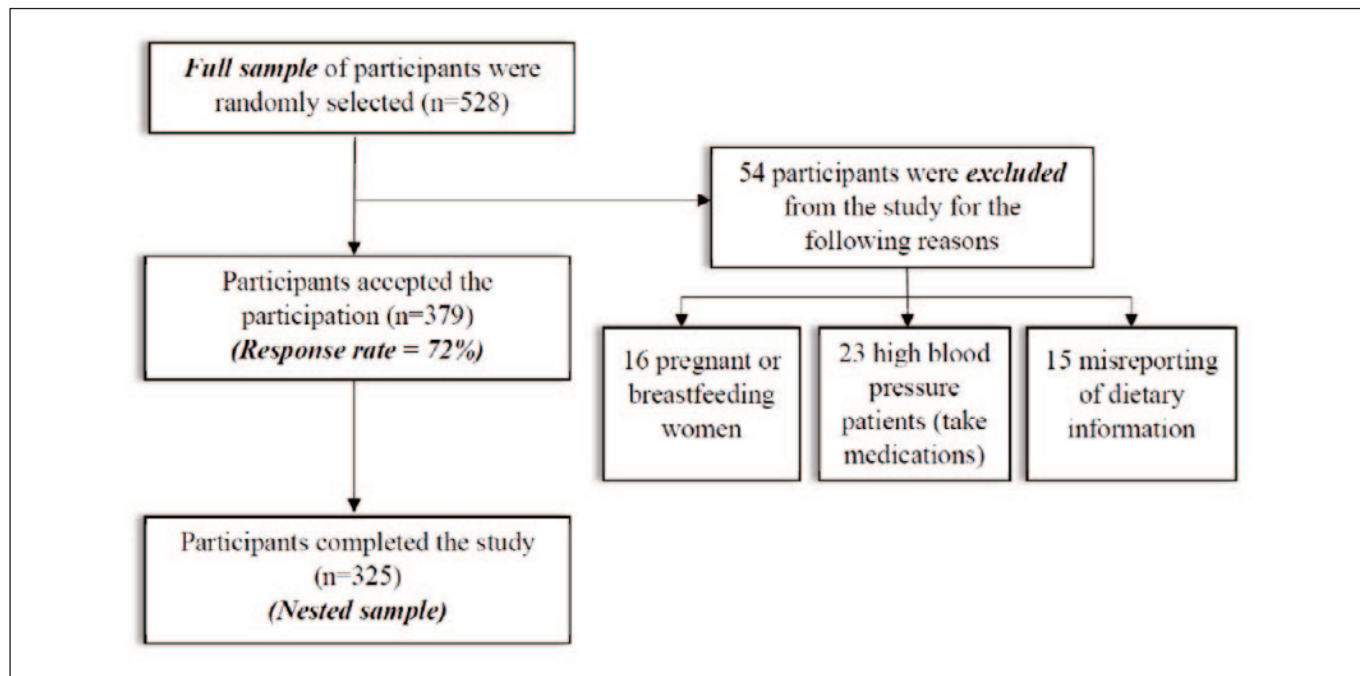 Full sample of participants were
randomly selected (n=528)
54 participants were excluded
from the study for the
following reasons
Participants accepted the
participation (n=379)
(Response rate = 72%)
16 pregnant or
breastfeeding
women
23 high blood
pressure
patients (take
medications)
15 misreporting
of dietary
information
Participants completed the study
(n=325)
(Nested sample)